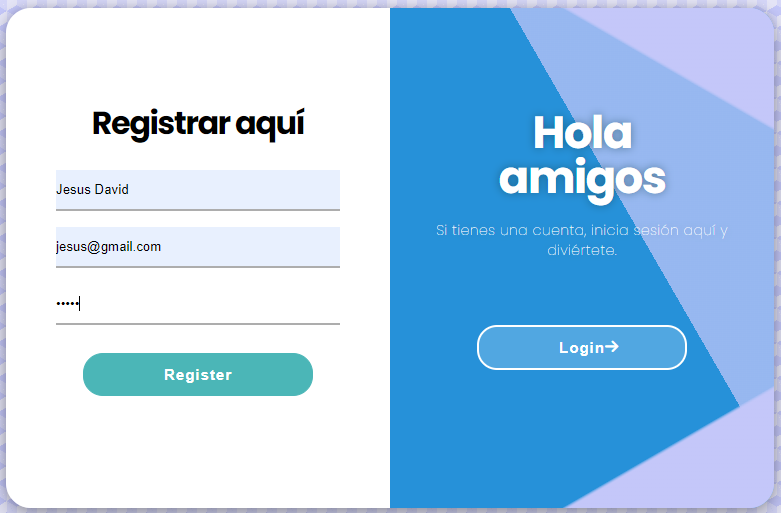 Registrar aquí
Jesus David
jesus@gmail.com
•••••
Register
Hola
amigos
Si tienes una cuenta, inicia sesión aquí y
diviértete.
Login→